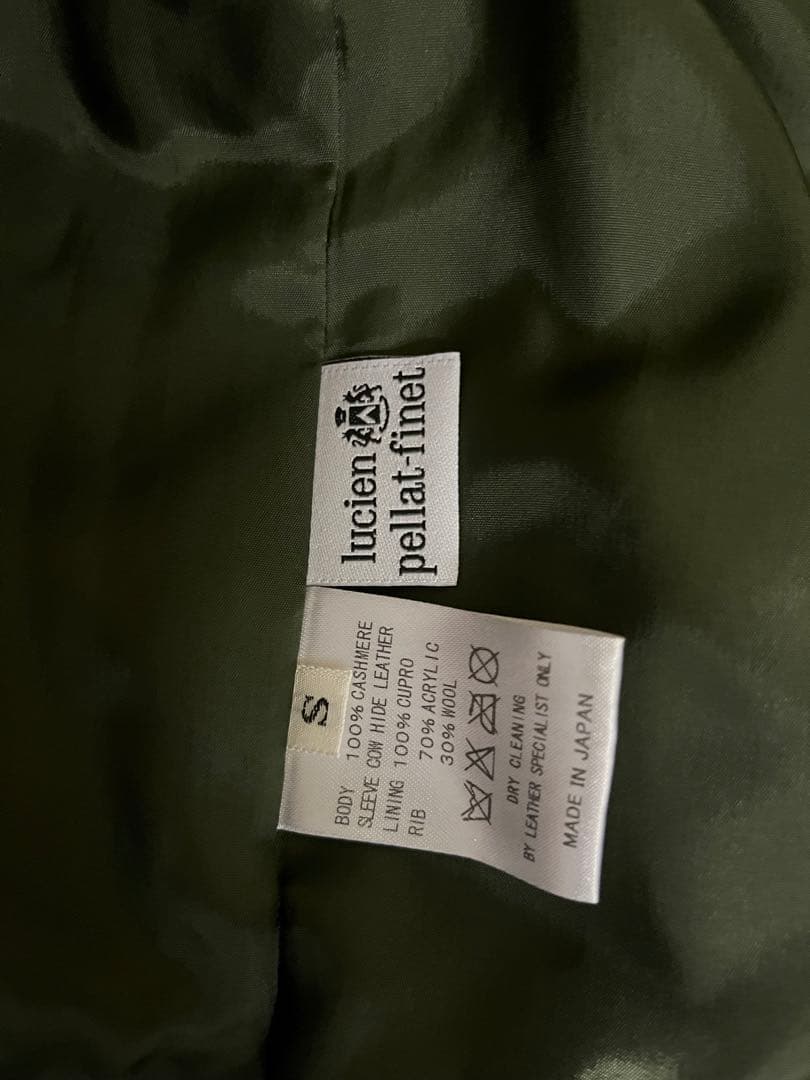 lucien
pellat-finet
S
BODY 100% CASHMERE
SLEEVE COW HIDE LEATHER
LINING 100% CUPRO
RIB 70% ACRYLIC
30% WOOL
DRY CLEANING
BY LEATHER SPECIALIST ONLY
MADE IN JAPAN